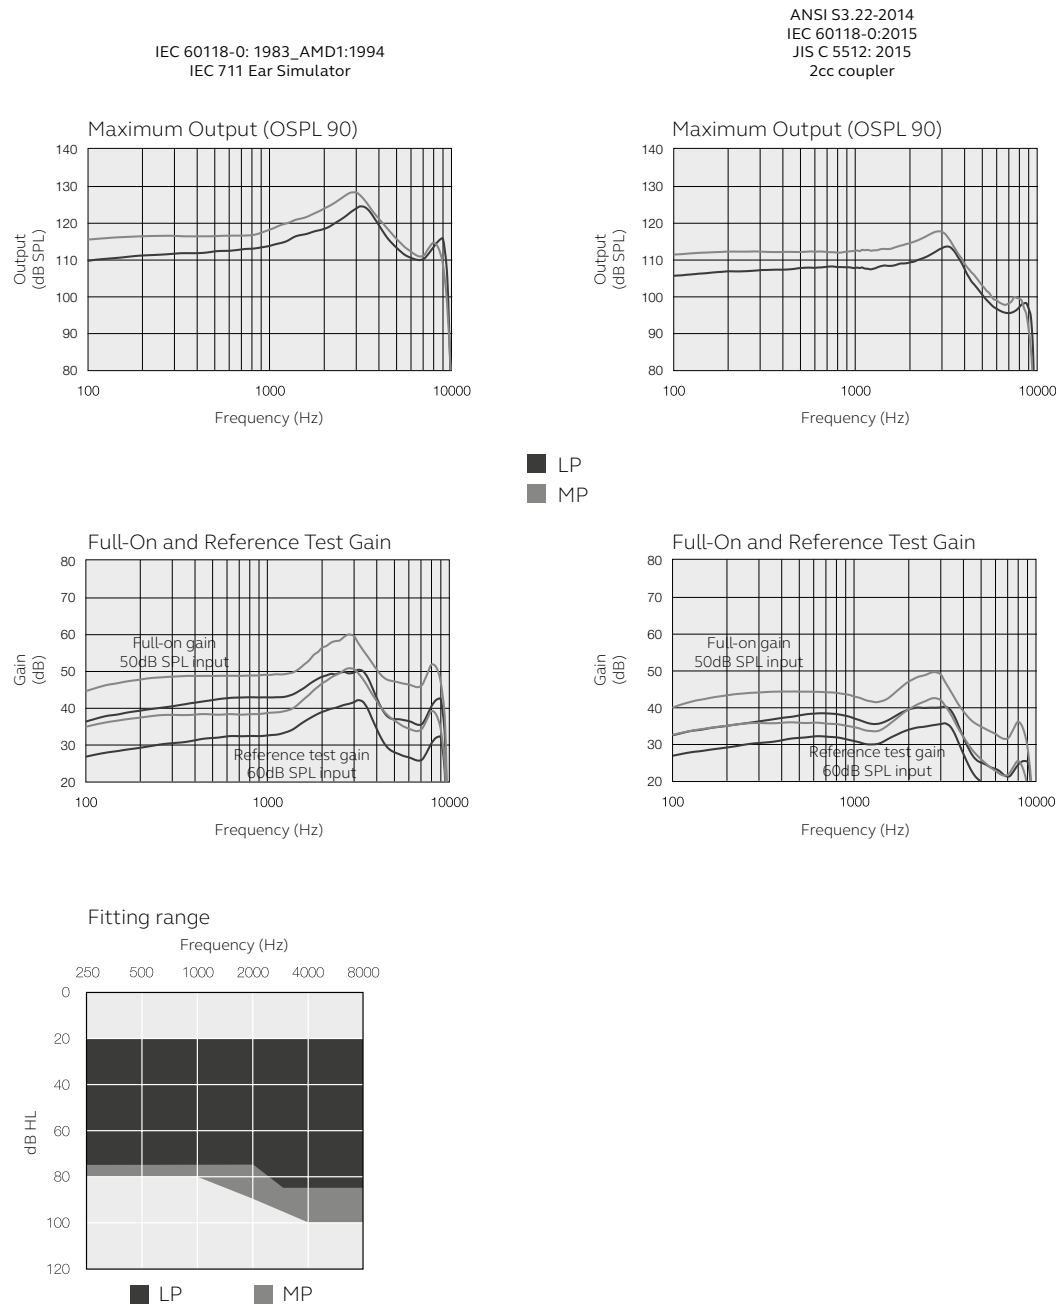 IEC 60118-0: 1983_AMD1:1994
IEC 711 Ear Simulator
ANSI S3.22-2014
IEC 60118-0:2015
JIS C 5512: 2015
2cc coupler
Maximum Output (OSPL 90)
140
130
120
110
100
90
80
Output
(dB SPL)
100 1000 10000
Frequency (Hz)
Maximum Output (OSPL 90)
140
130
120
110
100
90
80
Output
(dB SPL)
100 1000 10000
Frequency (Hz)
LP
MP
Full-On and Reference Test Gain
80
70
60
50
40
30
20
Gain
(dB)
Full-on gain
50dB SPL input
Reference test gain
60dB SPL input
100 1000 10000
Frequency (Hz)
Full-On and Reference Test Gain
80
70
60
50
40
30
20
Gain
(dB)
Full-on gain
50dB SPL input
Reference test gain
60dB SPL input
100 1000 10000
Frequency (Hz)
Fitting range
Frequency (Hz)
250 500 1000 2000 4000 8000
0
20
40
60
80
100
120
dB HL
LP MP